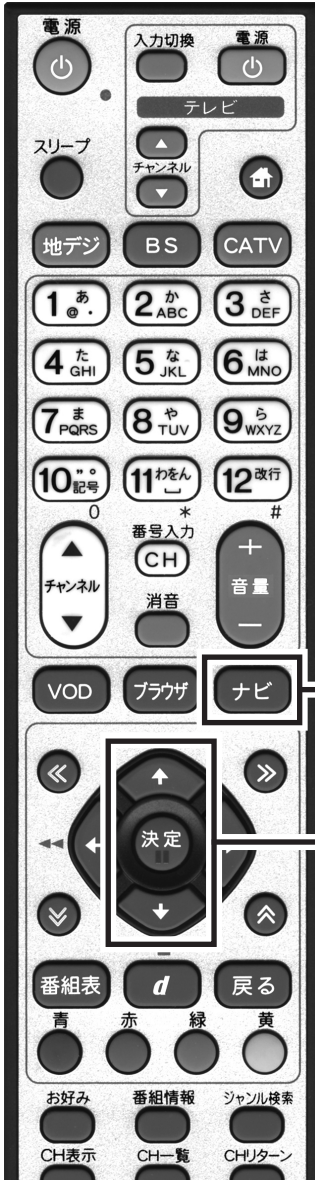 電源
入力切換 電源
テレビ
スリープ
チャンネル
地デジ BS CATV
1 あ @. 2 か ABC 3 さ DEF
4 た GHI 5 な JKL 6 は MNO
7 ま PQRS 8 や TUV 9 ら WXYZ
10 "° 記号 11 わをん 12 改行
0 * #
番号入力
CH
＋
チャンネル 音量
－
消音
VOD ブラウザ ナビ
決定
番組表 d 戻る
青 赤 緑 黄
お好み 番組情報 ジャンル検索
CH表示 CH一覧 CHリターン